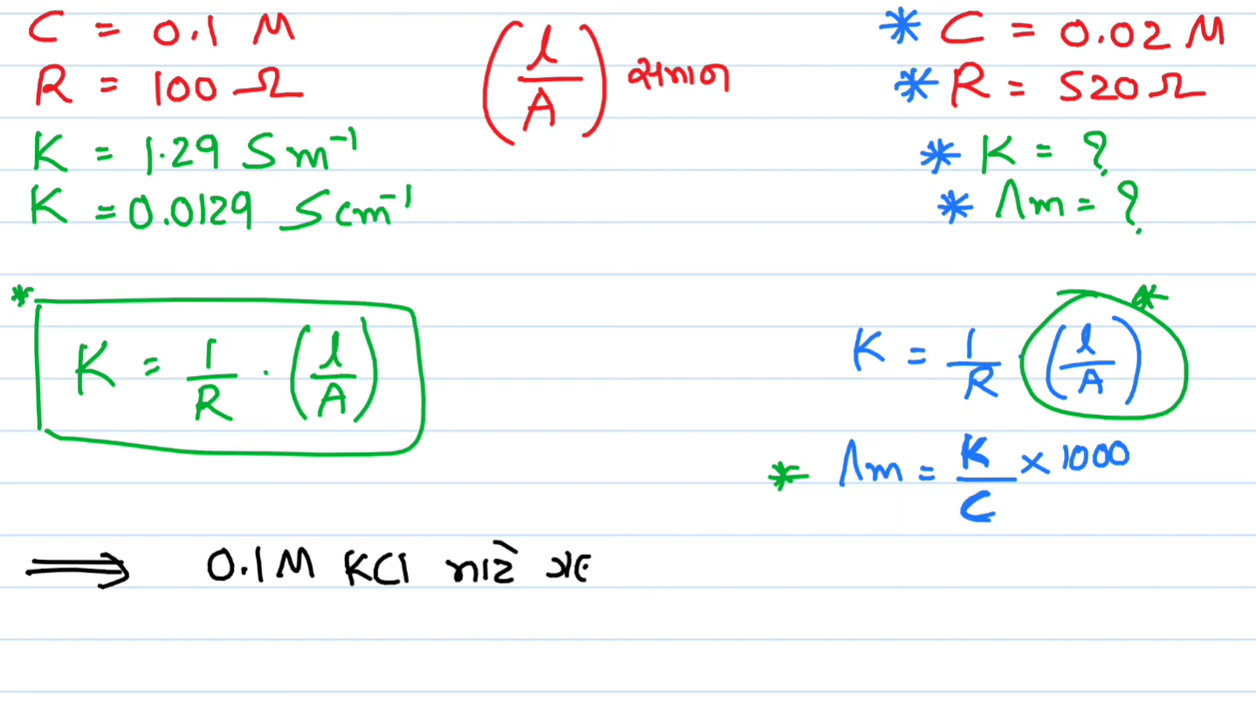 C = 0.1 M
R = 100 Ω
K = 1.29 S m⁻¹
K = 0.0129 S cm⁻¹
(l/A) સમાન
* C = 0.02 M
* R = 520 Ω
* K = ?
* Λm = ?
* K = 1/R · (l/A)
K = 1/R (l/A) *
* Λm = K/C × 1000
⟹ 0.1 M KCl માટે